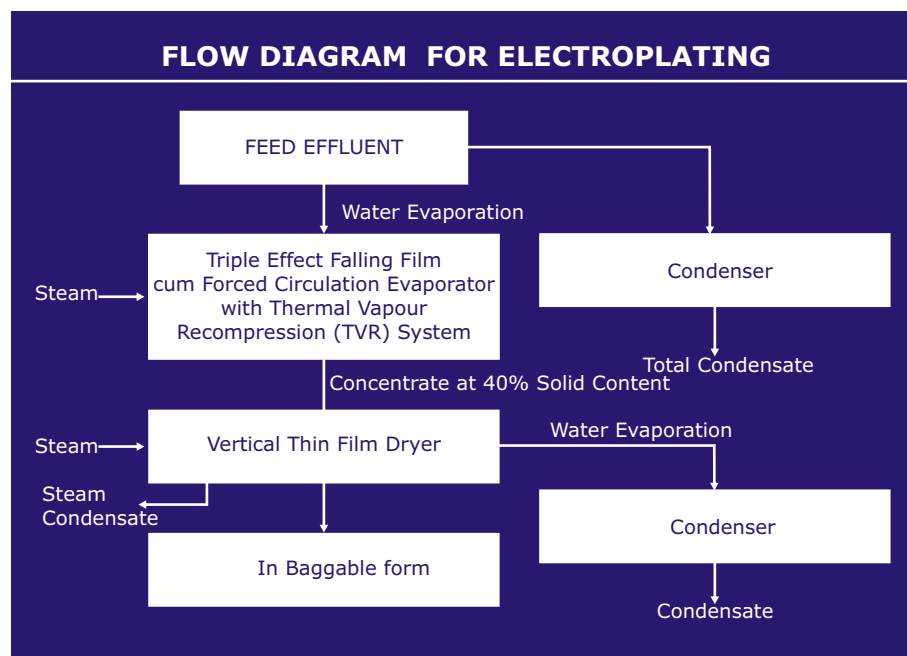 FLOW DIAGRAM FOR ELECTROPLATING
FEED EFFLUENT
Water Evaporation
Triple Effect Falling Film
cum Forced Circulation Evaporator
with Thermal Vapour
Recompression (TVR) System
Steam
Condenser
Total Condensate
Concentrate at 40% Solid Content
Steam
Vertical Thin Film Dryer
Water Evaporation
Steam
Condensate
Condenser
In Baggable form
Condensate